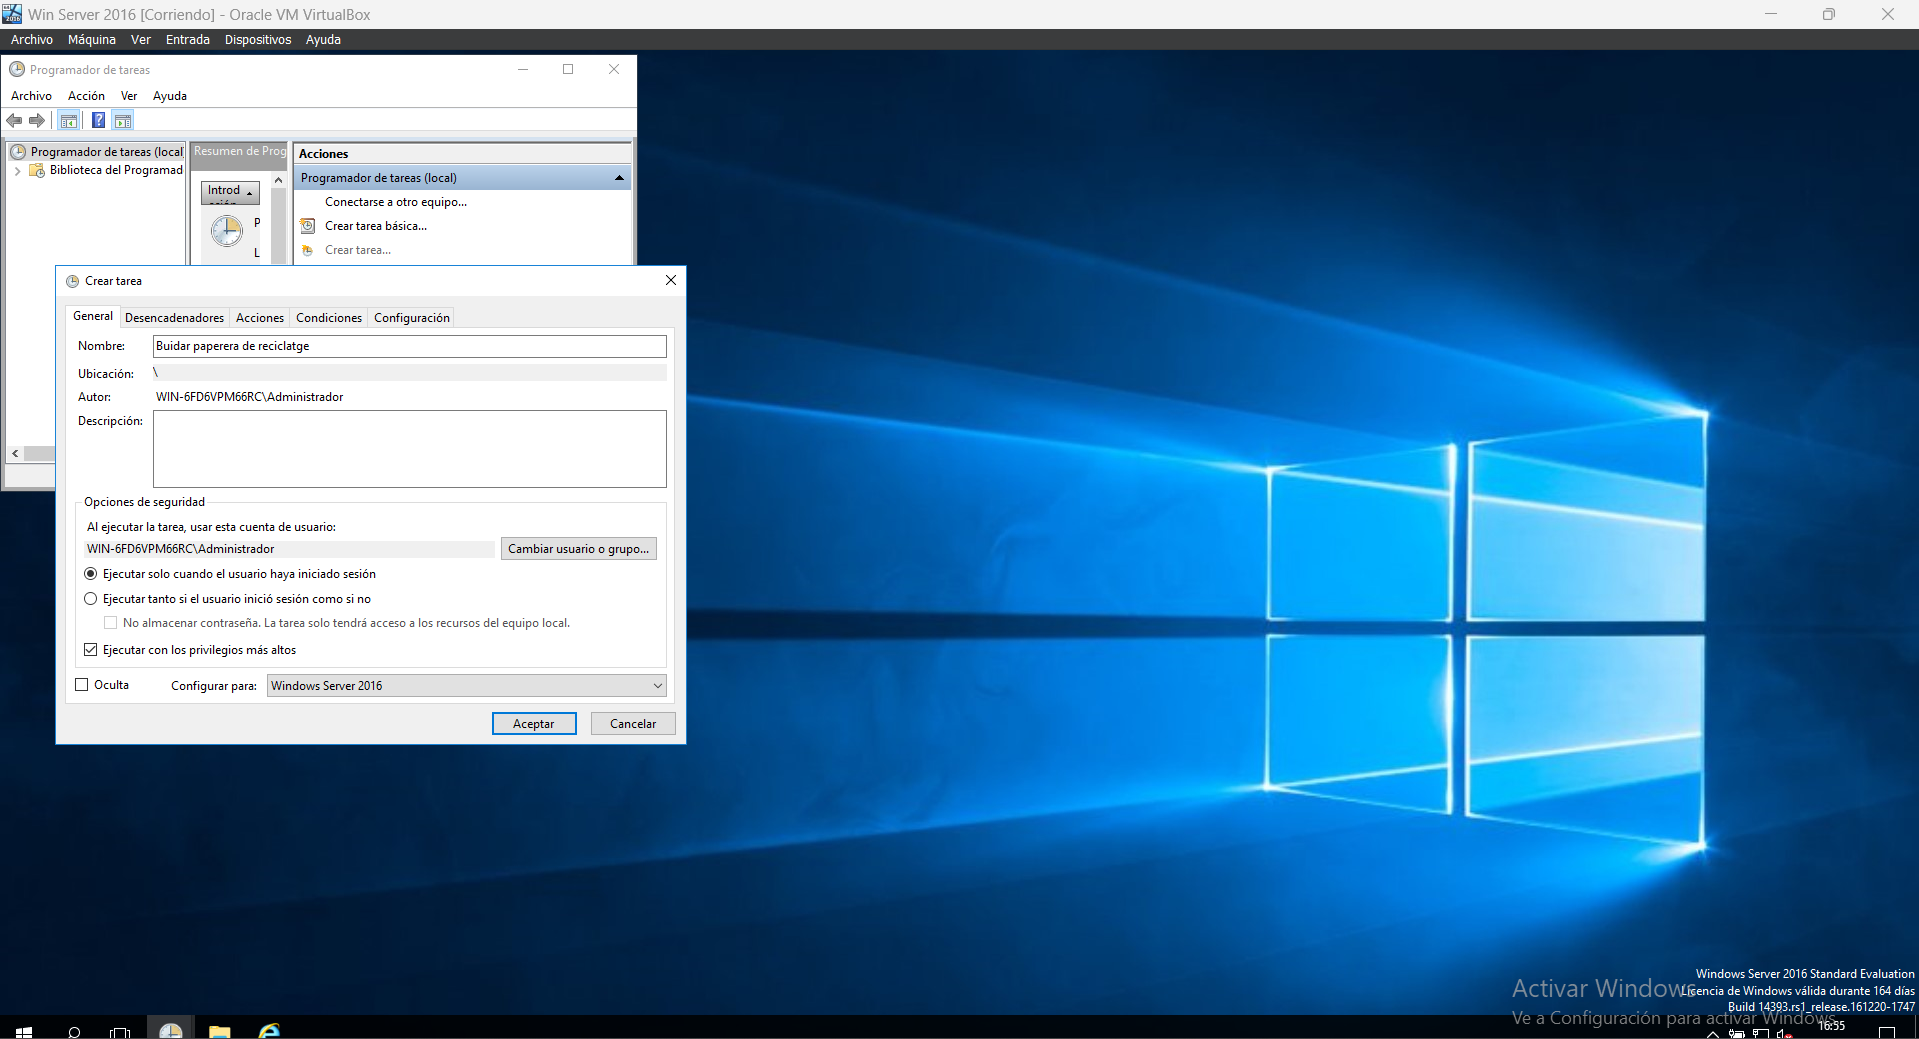 Win Server 2016 [Corriendo] - Oracle VM VirtualBox
Archivo Máquina Ver Entrada Dispositivos Ayuda
Programador de tareas
Archivo Acción Ver Ayuda
Programador de tareas (local
Biblioteca del Programad
Resumen de Prog
Introd
P
L
Acciones
Programador de tareas (local)
Conectarse a otro equipo...
Crear tarea básica...
Crear tarea...
Crear tarea
General Desencadenadores Acciones Condiciones Configuración
Nombre: Buidar paperera de reciclatge
Ubicación: \
Autor: WIN-6FD6VPM66RC\Administrador
Descripción:
Opciones de seguridad
Al ejecutar la tarea, usar esta cuenta de usuario:
WIN-6FD6VPM66RC\Administrador Cambiar usuario o grupo...
Ejecutar solo cuando el usuario haya iniciado sesión
Ejecutar tanto si el usuario inició sesión como si no
No almacenar contraseña. La tarea solo tendrá acceso a los recursos del equipo local.
Ejecutar con los privilegios más altos
Oculta Configurar para: Windows Server 2016
Aceptar Cancelar
Activar Windows
Ve a Configuración para activar Windows.
Windows Server 2016 Standard Evaluation
Licencia de Windows válida durante 164 días
Build 14393.rs1_release.161220-1747
16:55